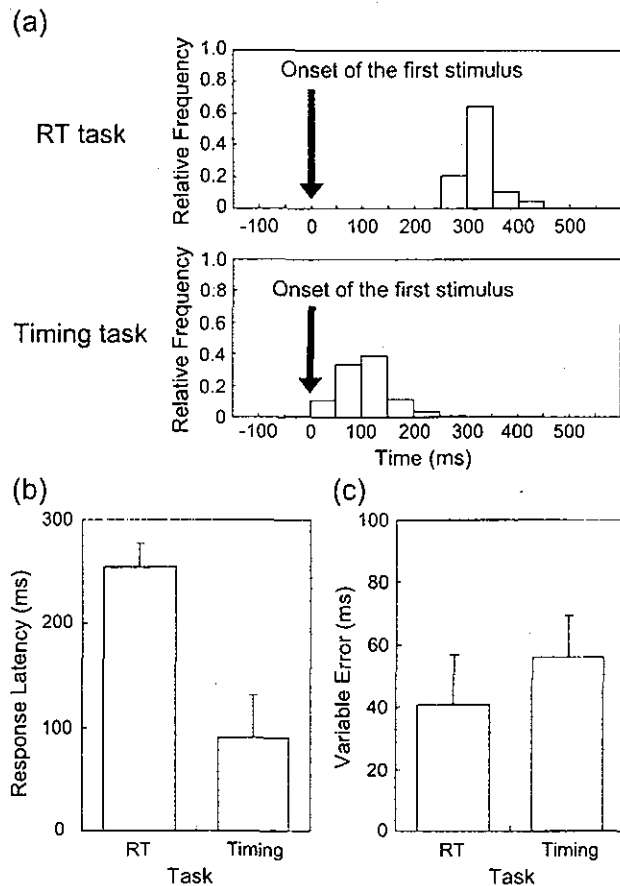 (a)
1.0
0.8
0.6
0.4
0.2
0
Relative Frequency
Onset of the first stimulus
RT task
-100 0 100 200 300 400 500
1.0
0.8
0.6
0.4
0.2
0
Relative Frequency
Onset of the first stimulus
Timing task
-100 0 100 200 300 400 500
Time (ms)
(b)
300
200
100
0
Response Latency (ms)
RT Timing
Task
(c)
100
80
60
40
20
0
Variable Error (ms)
RT Timing
Task